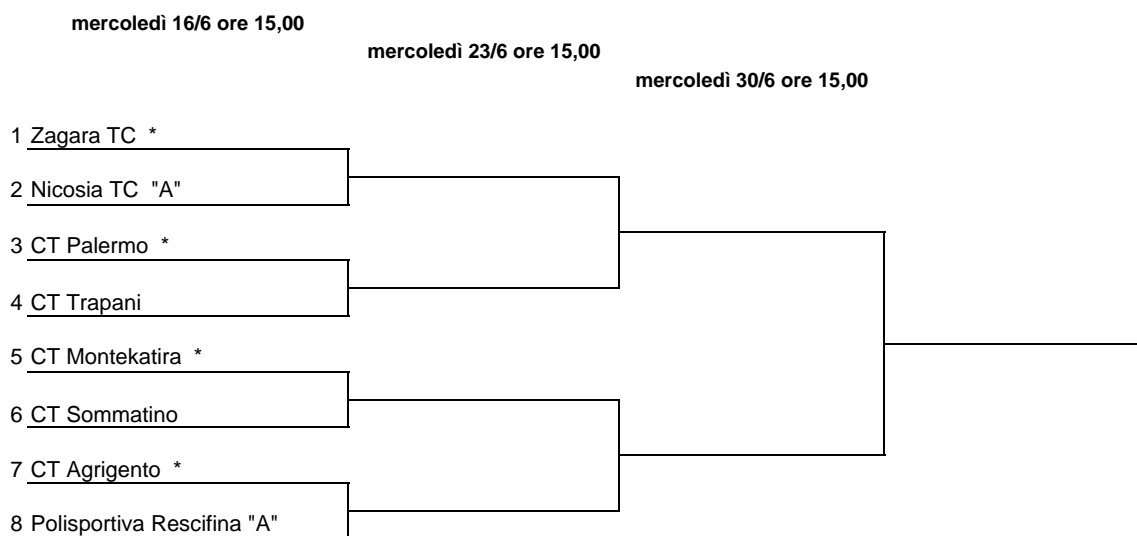 mercoledì 16/6 ore 15,00
mercoledì 23/6 ore 15,00
mercoledì 30/6 ore 15,00
1 Zagara TC *
2 Nicosia TC "A"
3 CT Palermo *
4 CT Trapani
5 CT Montekatira *
6 CT Sommatino
7 CT Agrigento *
8 Polisportiva Rescifina "A"